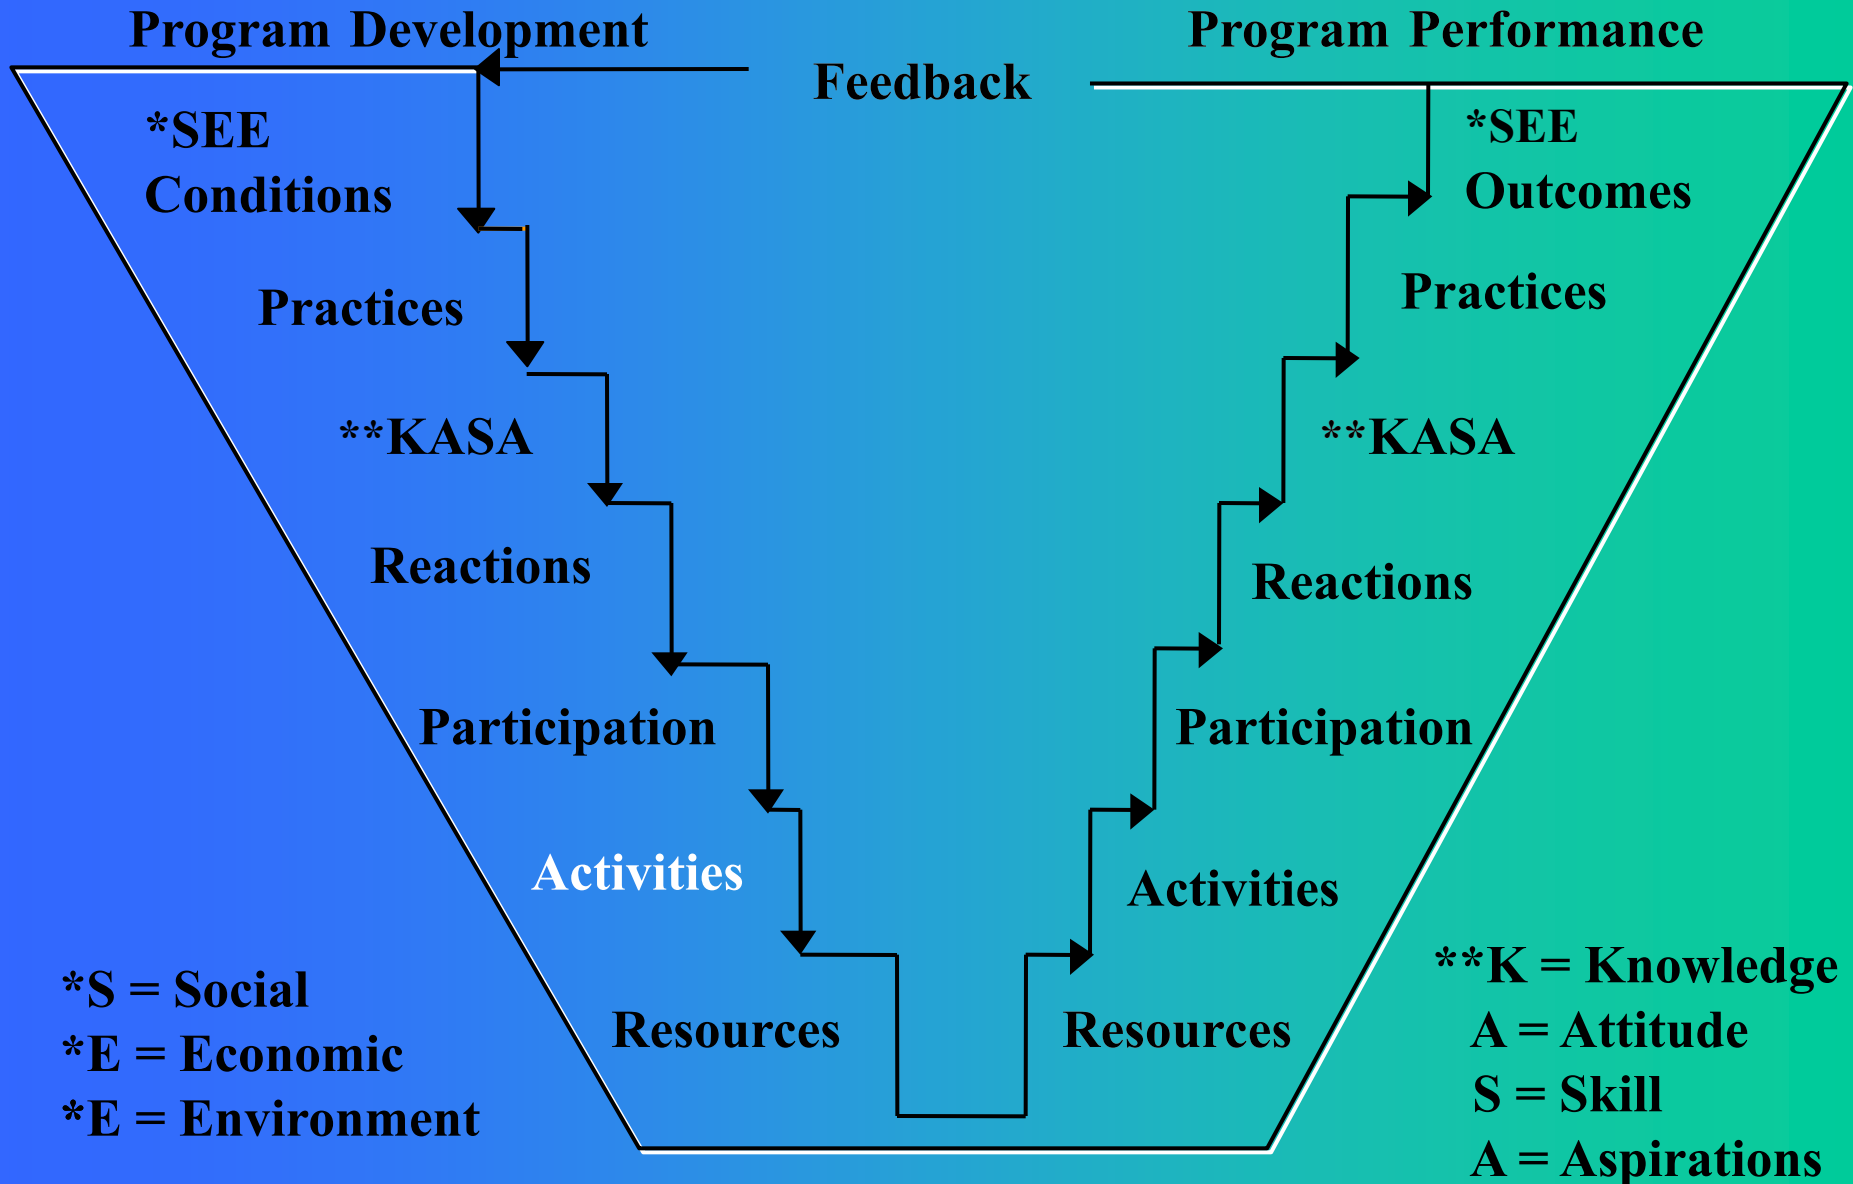 Program Development
Program Performance
Feedback
*SEE
Conditions
Practices
**KASA
Reactions
Participation
Activities
Resources
*SEE
Outcomes
Practices
**KASA
Reactions
Participation
Activities
Resources
*S = Social
*E = Economic
*E = Environment
**K = Knowledge
A = Attitude
S = Skill
A = Aspirations